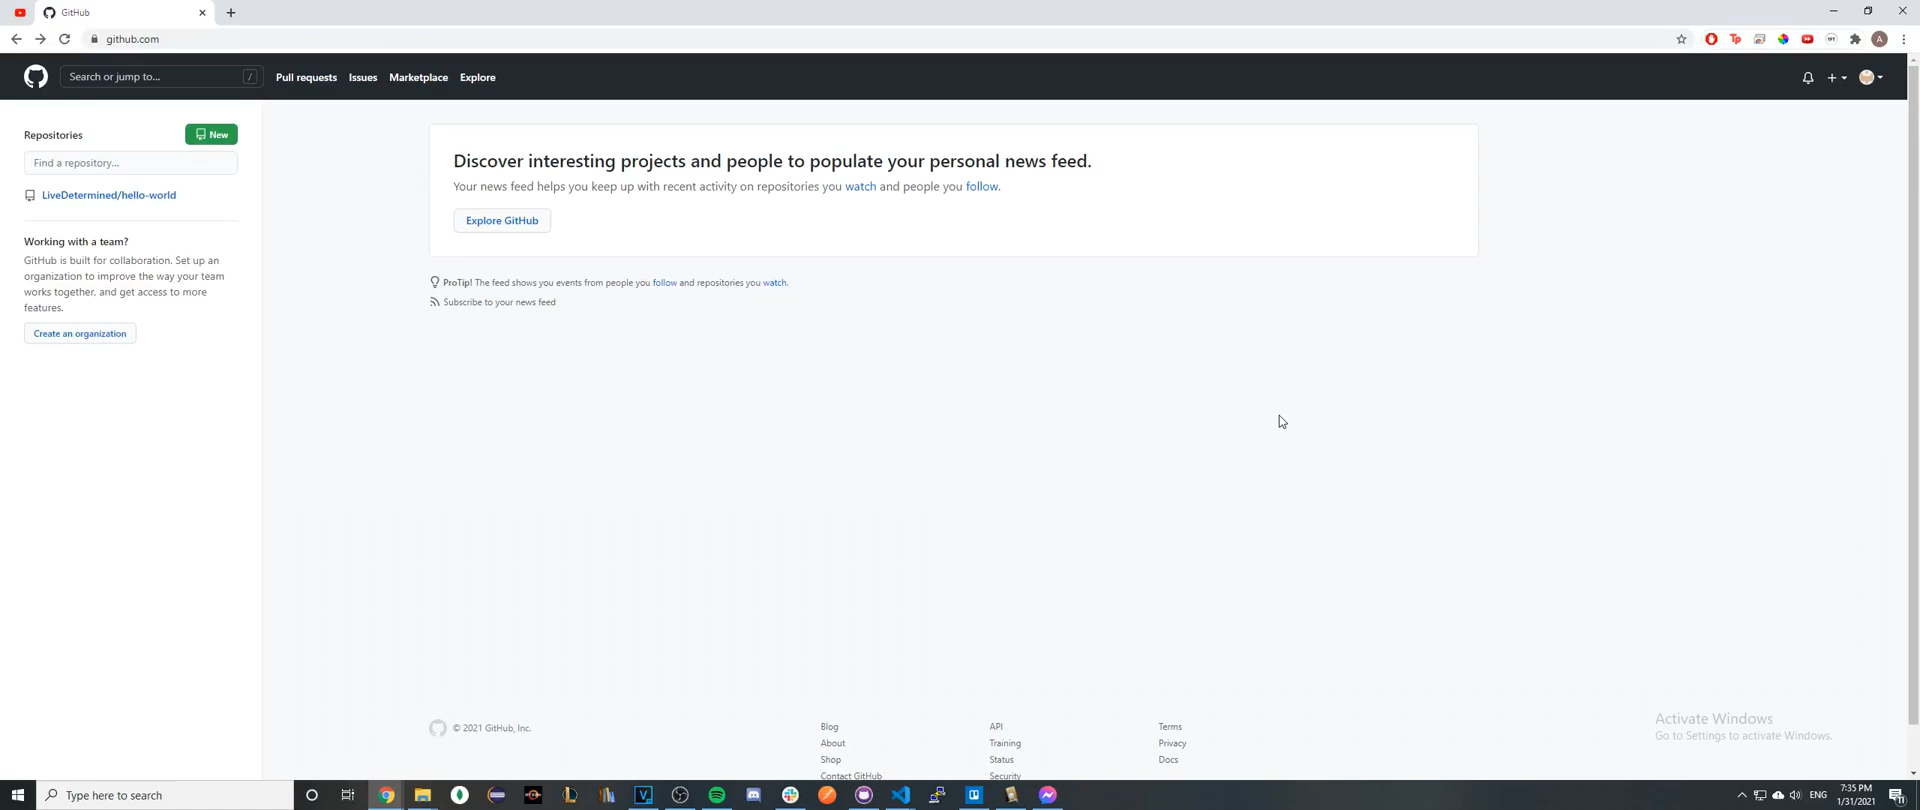 GitHub
github.com
Search or jump to... /
Pull requests Issues Marketplace Explore
Repositories New
Find a repository...
LiveDetermined/hello-world
Working with a team?
GitHub is built for collaboration. Set up an
organization to improve the way your team
works together, and get access to more
features.
Create an organization
Discover interesting projects and people to populate your personal news feed.
Your news feed helps you keep up with recent activity on repositories you watch and people you follow.
Explore GitHub
ProTip! The feed shows you events from people you follow and repositories you watch.
Subscribe to your news feed
© 2021 GitHub, Inc.
Blog
About
Shop
Contact GitHub
API
Training
Status
Security
Terms
Privacy
Docs
Activate Windows
Go to Settings to activate Windows.
Type here to search
ENG
7:35 PM
1/31/2021